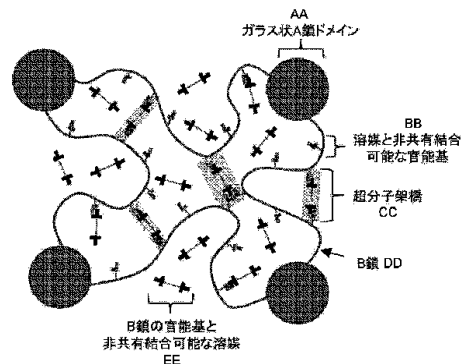 AA
ガラス状A鎖ドメイン
BB
溶媒と非共有結合
可能な官能基
超分子架橋
CC
B鎖 DD
B鎖の官能基と
非共有結合可能な溶媒
EE